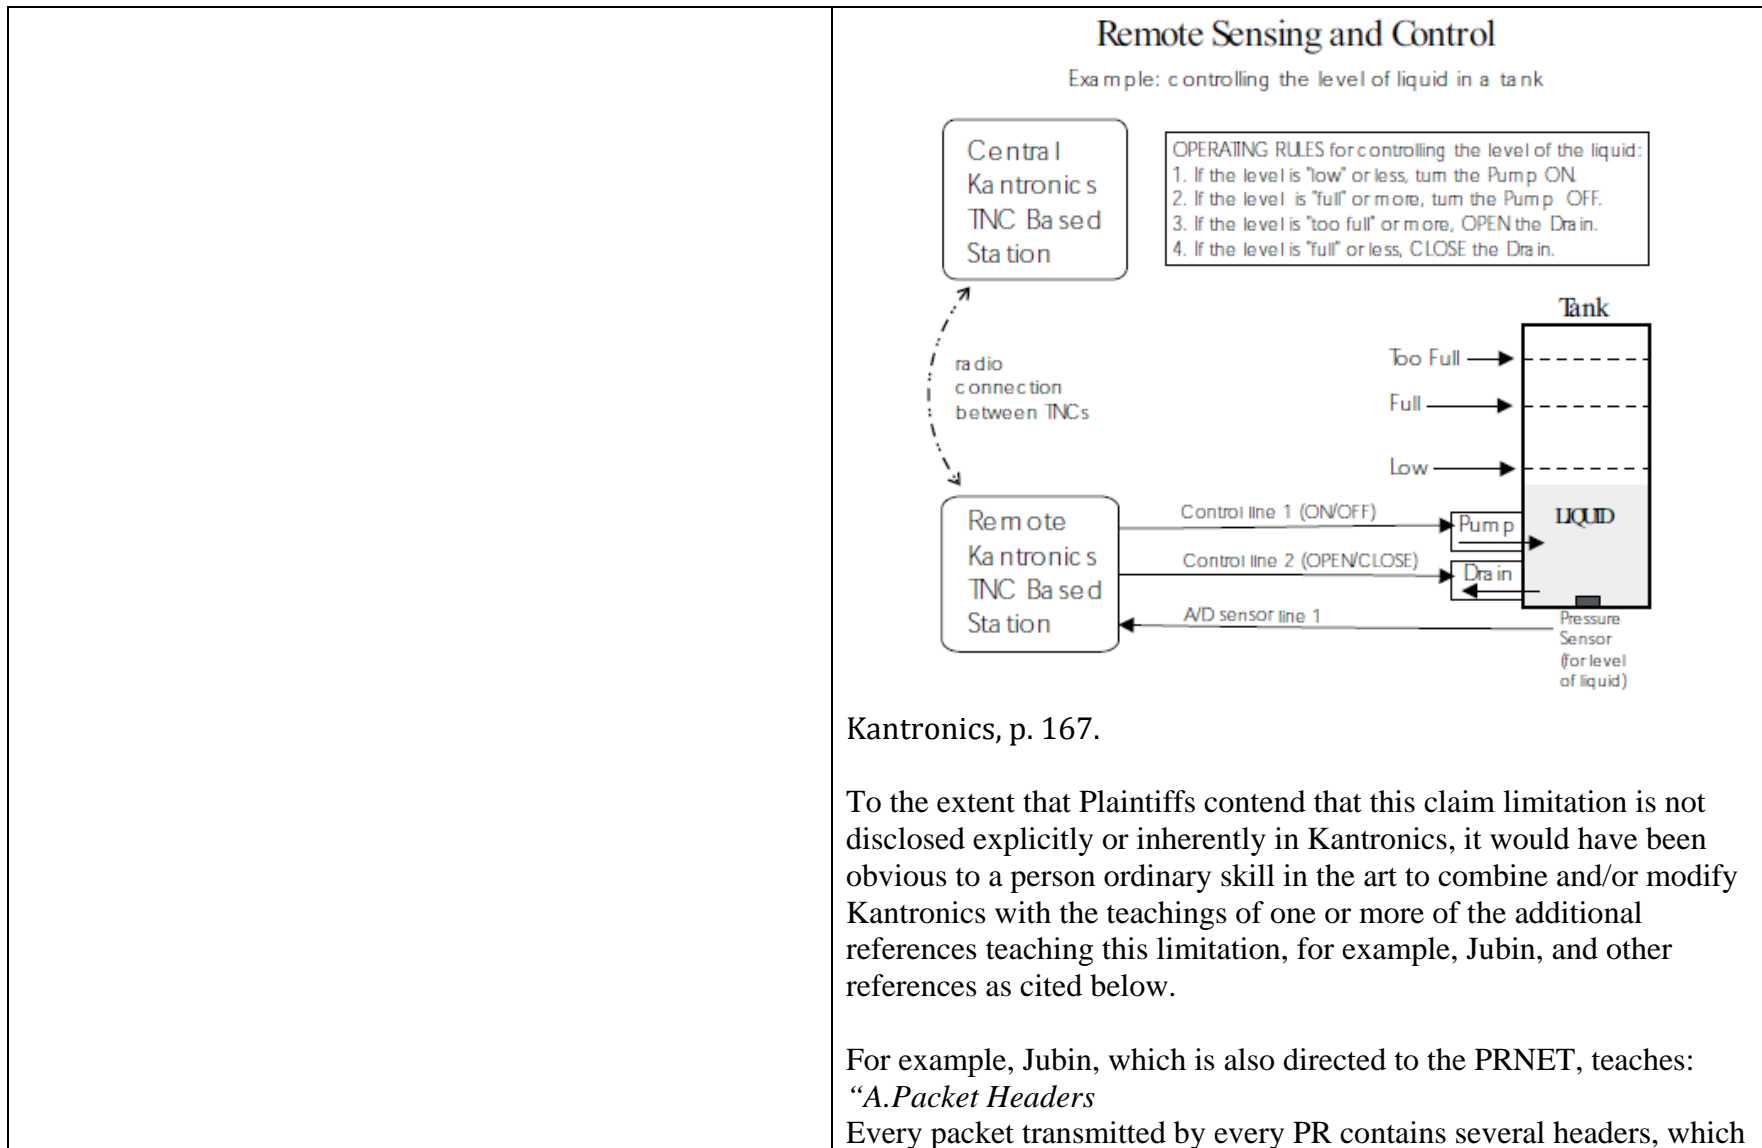 Remote Sensing and Control
Example: controlling the level of liquid in a tank
Central
Kantronics
TNC Based
Station
OPERATING RULES for controlling the level of the liquid:
1. If the level is "low" or less, turn the Pump ON.
2. If the level is "full" or more, turn the Pump OFF.
3. If the level is "too full" or more, OPEN the Drain.
4. If the level is "full" or less, CLOSE the Drain.
Tank
Too Full
Full
Low
radio
connection
between TNCs
Remote
Kantronics
TNC Based
Station
Control line 1 (ON/OFF)
Control line 2 (OPEN/CLOSE)
A/D sensor line 1
Pump
Drain
LIQUID
Pressure
Sensor
(for level
of liquid)
Kantronics, p. 167.
To the extent that Plaintiffs contend that this claim limitation is not
disclosed explicitly or inherently in Kantronics, it would have been
obvious to a person ordinary skill in the art to combine and/or modify
Kantronics with the teachings of one or more of the additional
references teaching this limitation, for example, Jubin, and other
references as cited below.
For example, Jubin, which is also directed to the PRNET, teaches:
“A.Packet Headers
Every packet transmitted by every PR contains several headers, which